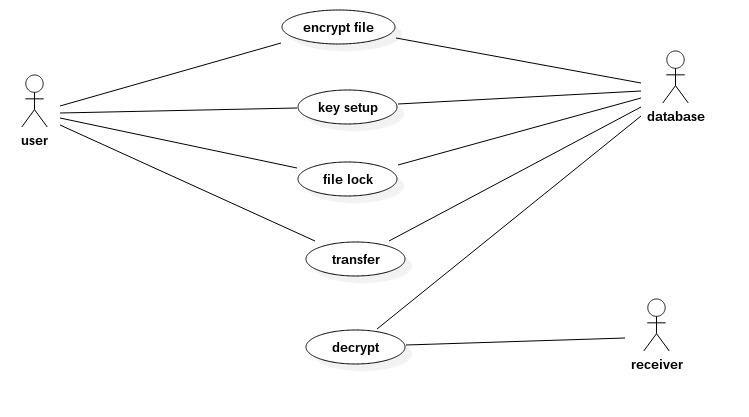 encrypt file
key setup
user
database
file lock
transfer
decrypt
receiver